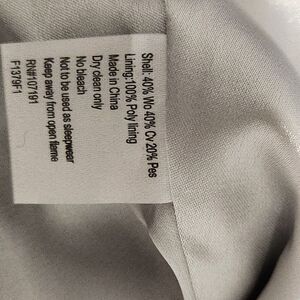 Shell: 40% Wo 40% Cv 20% Pes
Lining:100% Poly lining
Made in China
Dry clean only
No bleach
Not to be used as sleepwear
Keep away from open flame
RN#107191
F1379F1